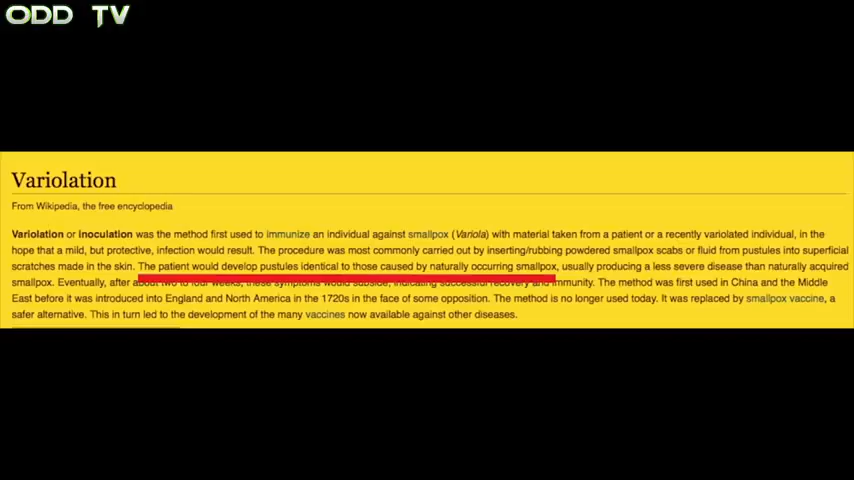 ODD TV
Variolation
From Wikipedia, the free encyclopedia
Variolation or inoculation was the method first used to immunize an individual against smallpox (Variola) with material taken from a patient or a recently variolated individual, in the
hope that a mild, but protective, infection would result. The procedure was most commonly carried out by inserting/rubbing powdered smallpox scabs or fluid from pustules into superficial
scratches made in the skin. The patient would develop pustules identical to those caused by naturally occurring smallpox, usually producing a less severe disease than naturally acquired
smallpox. Eventually, after about two to four weeks, these symptoms would subside, indicating successful recovery and immunity. The method was first used in China and the Middle
East before it was introduced into England and North America in the 1720s in the face of some opposition. The method is no longer used today. It was replaced by smallpox vaccine, a
safer alternative. This in turn led to the development of the many vaccines now available against other diseases.